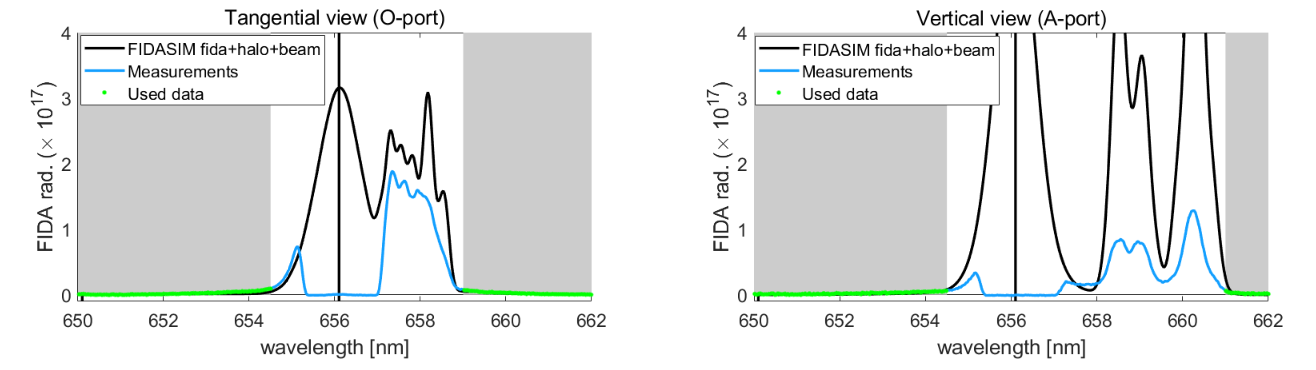 Tangential view (O-port)
FIDA rad. (× 10^17)
4
3
2
1
0
FIDASIM fida+halo+beam
Measurements
Used data
650 652 654 656 658 660 662
wavelength [nm]
Vertical view (A-port)
FIDA rad. (× 10^17)
4
3
2
1
0
FIDASIM fida+halo+beam
Measurements
Used data
650 652 654 656 658 660 662
wavelength [nm]